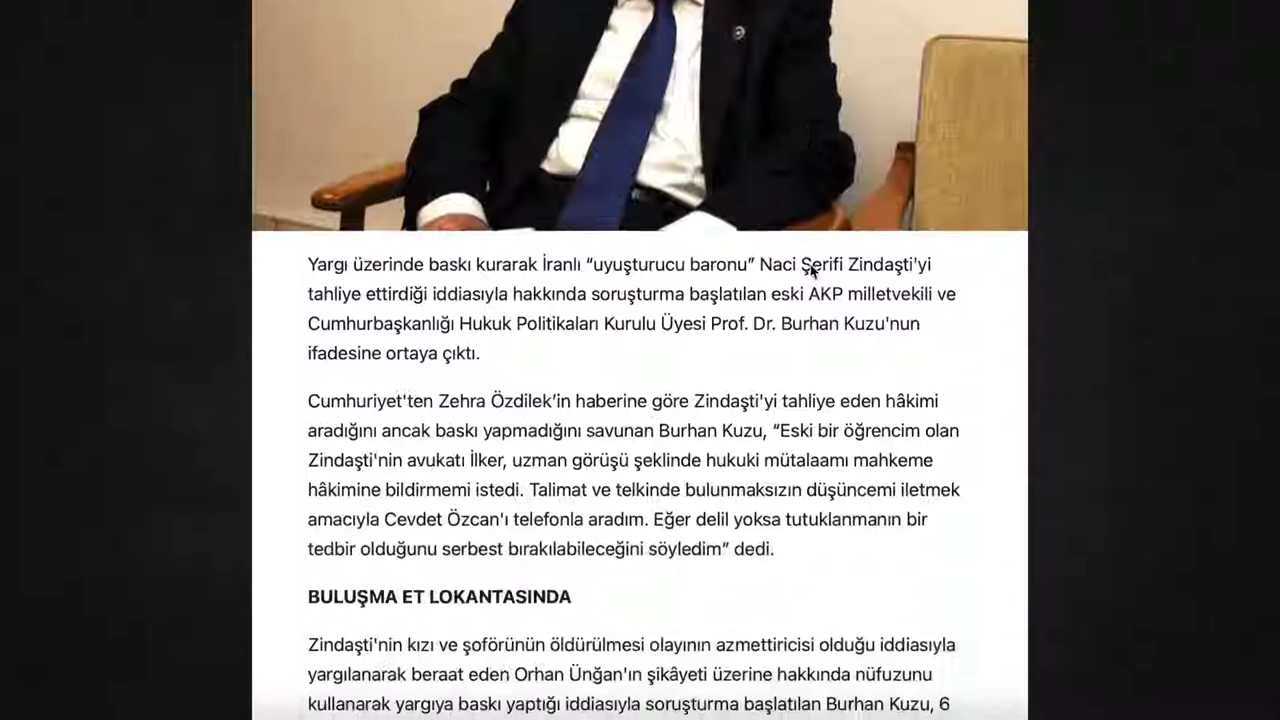 Yargı üzerinde baskı kurarak İranlı “uyuşturucu baronu” Naci Şerifi Zindaşti'yi
tahliye ettirdiği iddiasıyla hakkında soruşturma başlatılan eski AKP milletvekili ve
Cumhurbaşkanlığı Hukuk Politikaları Kurulu Üyesi Prof. Dr. Burhan Kuzu'nun
ifadesine ortaya çıktı.
Cumhuriyet'ten Zehra Özdilek’in haberine göre Zindaşti'yi tahliye eden hâkimi
aradığını ancak baskı yapmadığını savunan Burhan Kuzu, “Eski bir öğrencim olan
Zindaşti'nin avukatı İlker, uzman görüşü şeklinde hukuki mütalaamı mahkeme
hâkimine bildirmemi istedi. Talimat ve telkinde bulunmaksızın düşüncemi iletmek
amacıyla Cevdet Özcan'ı telefonla aradım. Eğer delil yoksa tutuklanmanın bir
tedbir olduğunu serbest bırakılabileceğini söyledim” dedi.
BULUŞMA ET LOKANTASINDA
Zindaşti'nin kızı ve şoförünün öldürülmesi olayının azmettiricisi olduğu iddiasıyla
yargılanarak beraat eden Orhan Ünğan'ın şikâyeti üzerine hakkında nüfuzunu
kullanarak yargıya baskı yaptığı iddiasıyla soruşturma başlatılan Burhan Kuzu, 6